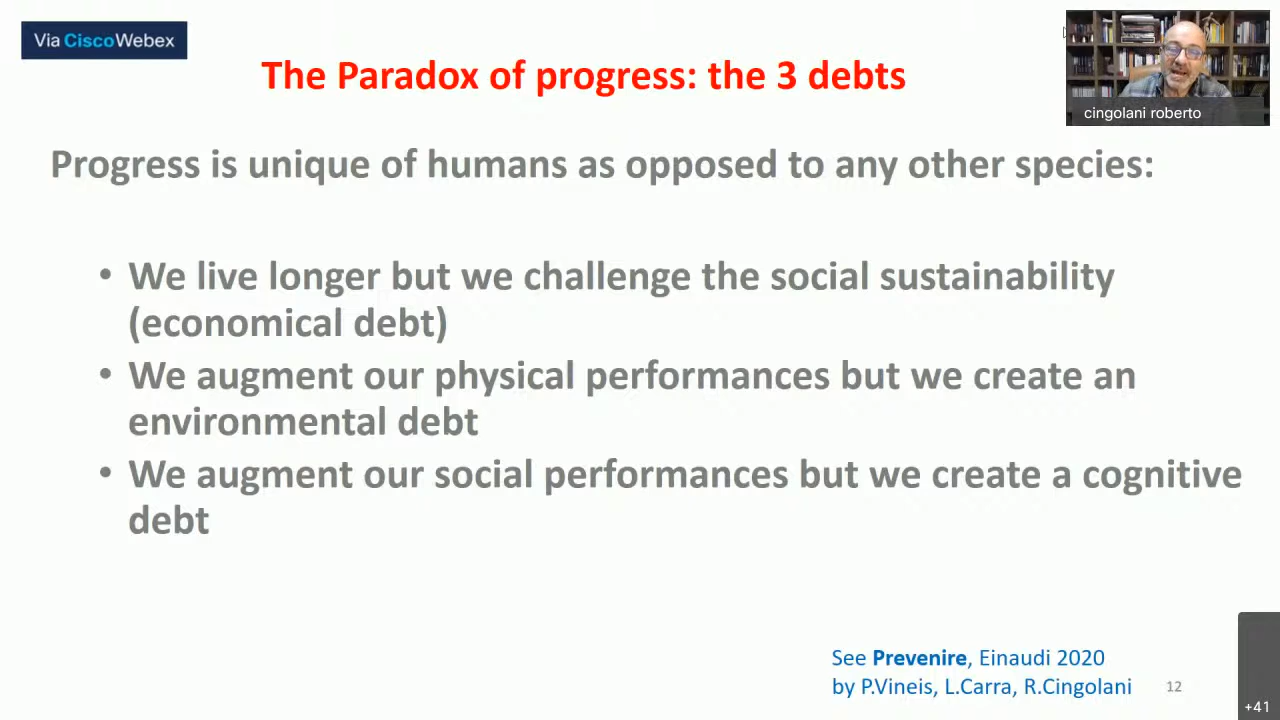 Via CiscoWebex
The Paradox of progress: the 3 debts
cingolani roberto
Progress is unique of humans as opposed to any other species:
• We live longer but we challenge the social sustainability
(economical debt)
• We augment our physical performances but we create an
environmental debt
• We augment our social performances but we create a cognitive
debt
See Prevenire, Einaudi 2020
by P.Vineis, L.Carra, R.Cingolani
12
+41